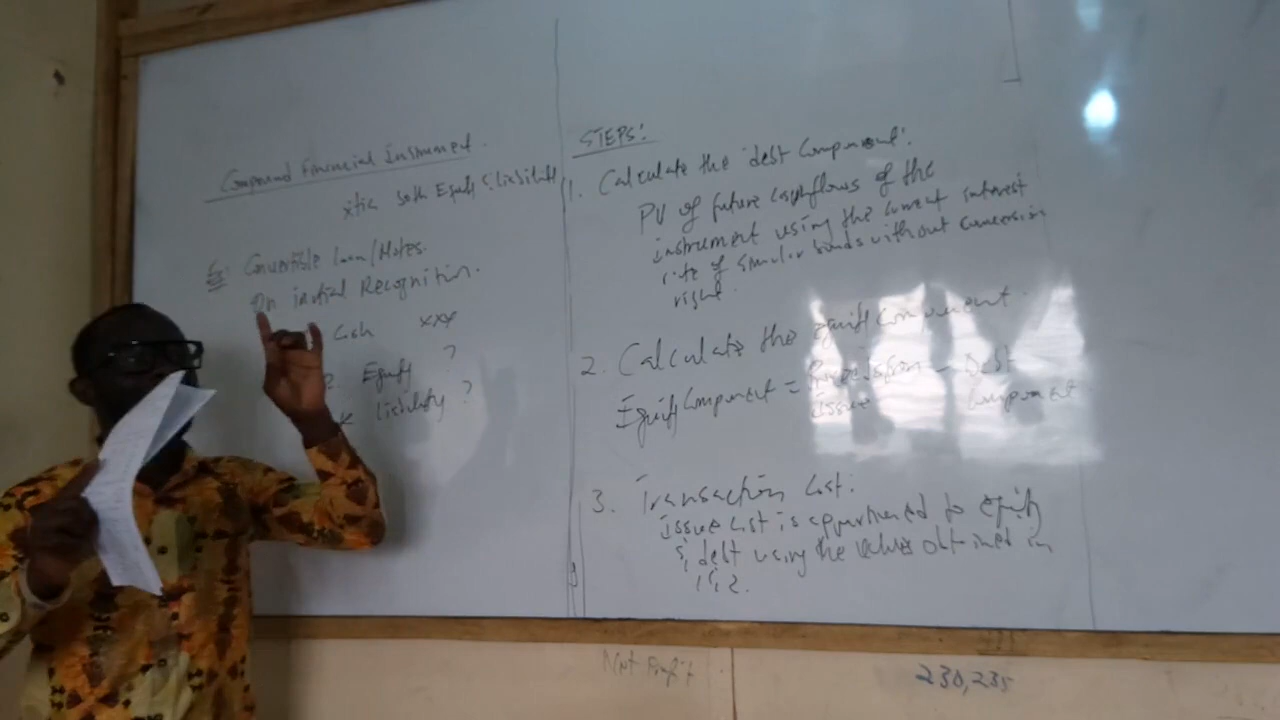 Compound Financial Instrument.
xtic both Equity & Liability
Eg: Convertible Loan/Notes.
On initial Recognition.
Cash xxx
Equity ?
Liability ?
STEPS:
1. Calculate the debt component:
PV of future cashflows of the
instrument using the current interest
rate of similar bonds without conversion
right.
2. Calculate the equity component.
Equity component = - Debt
issue component
3. Transaction Cost:
issue cost is apportioned to equity
& debt using the values obtained in
1 & 2.
Net Profit
230,235